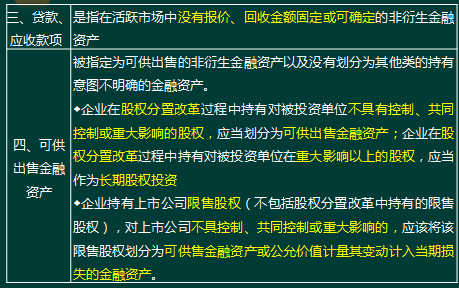 三、贷款、
应收款项
是指在活跃市场中没有报价、回收金额固定或可确定的非衍生金融
资产
四、可供
出售金融
资产
被指定为可供出售的非衍生金融资产以及没有划分为其他类的持有
意图不明确的金融资产。
◆企业在股权分置改革过程中持有对被投资单位不具有控制、共同
控制或重大影响的股权，应当划分为可供出售金融资产；企业在股
权分置改革过程中持有对被投资单位在重大影响以上的股权，应当
作为长期股权投资
◆企业持有上市公司限售股权（不包括股权分置改革中持有的限售
股权），对上市公司不具控制、共同控制或重大影响的，应该将该
限售股权划分为可供售金融资产或公允价值计量其变动计入当期损
失的金融资产。